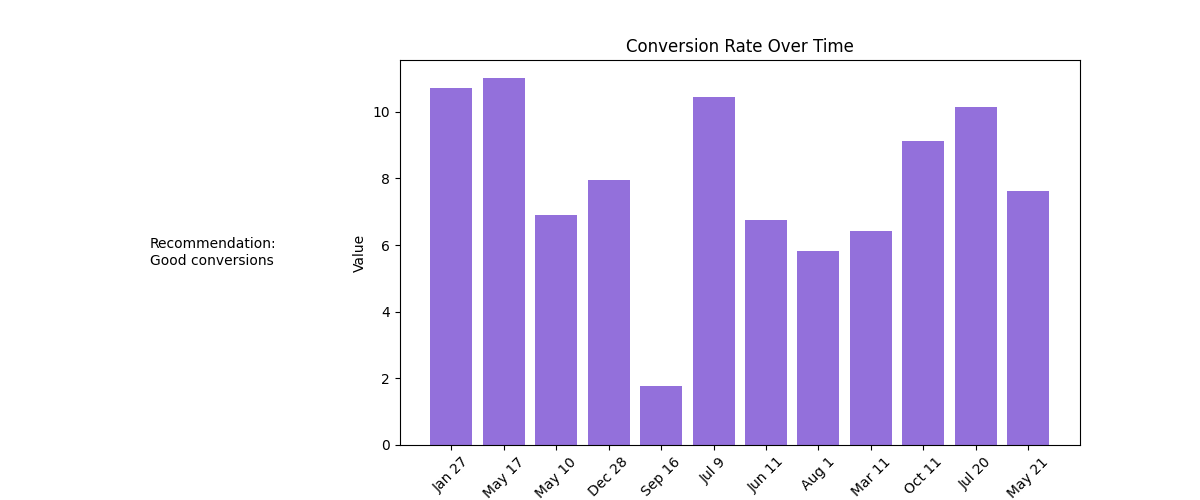 Conversion Rate Over Time
Recommendation:
Good conversions
Value
10
8
6
4
2
0
Jan 27
May 17
May 10
Dec 28
Sep 16
Jul 9
Jun 11
Aug 1
Mar 11
Oct 11
Jul 20
May 21